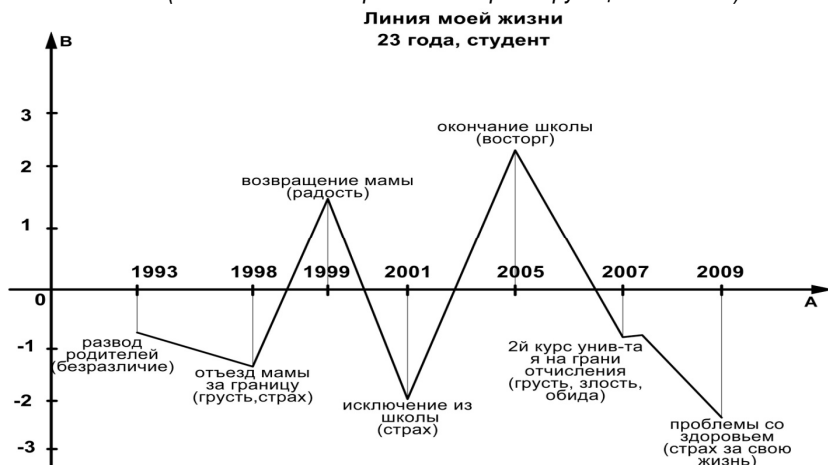 Линия моей жизни
23 года, студент
В
3
окончание школы
(восторг)
2
возвращение мамы
(радость)
1
1993 1998 1999 2001 2005 2007 2009
0
А
-1
развод
родителей
(безразличие)
отъезд мамы
за границу
(грусть,страх)
2й курс унив-та
я на грани
отчисления
(грусть, злость,
обида)
-2
исключение из
школы
(страх)
проблемы со
здоровьем
(страх за свою
жизнь)
-3